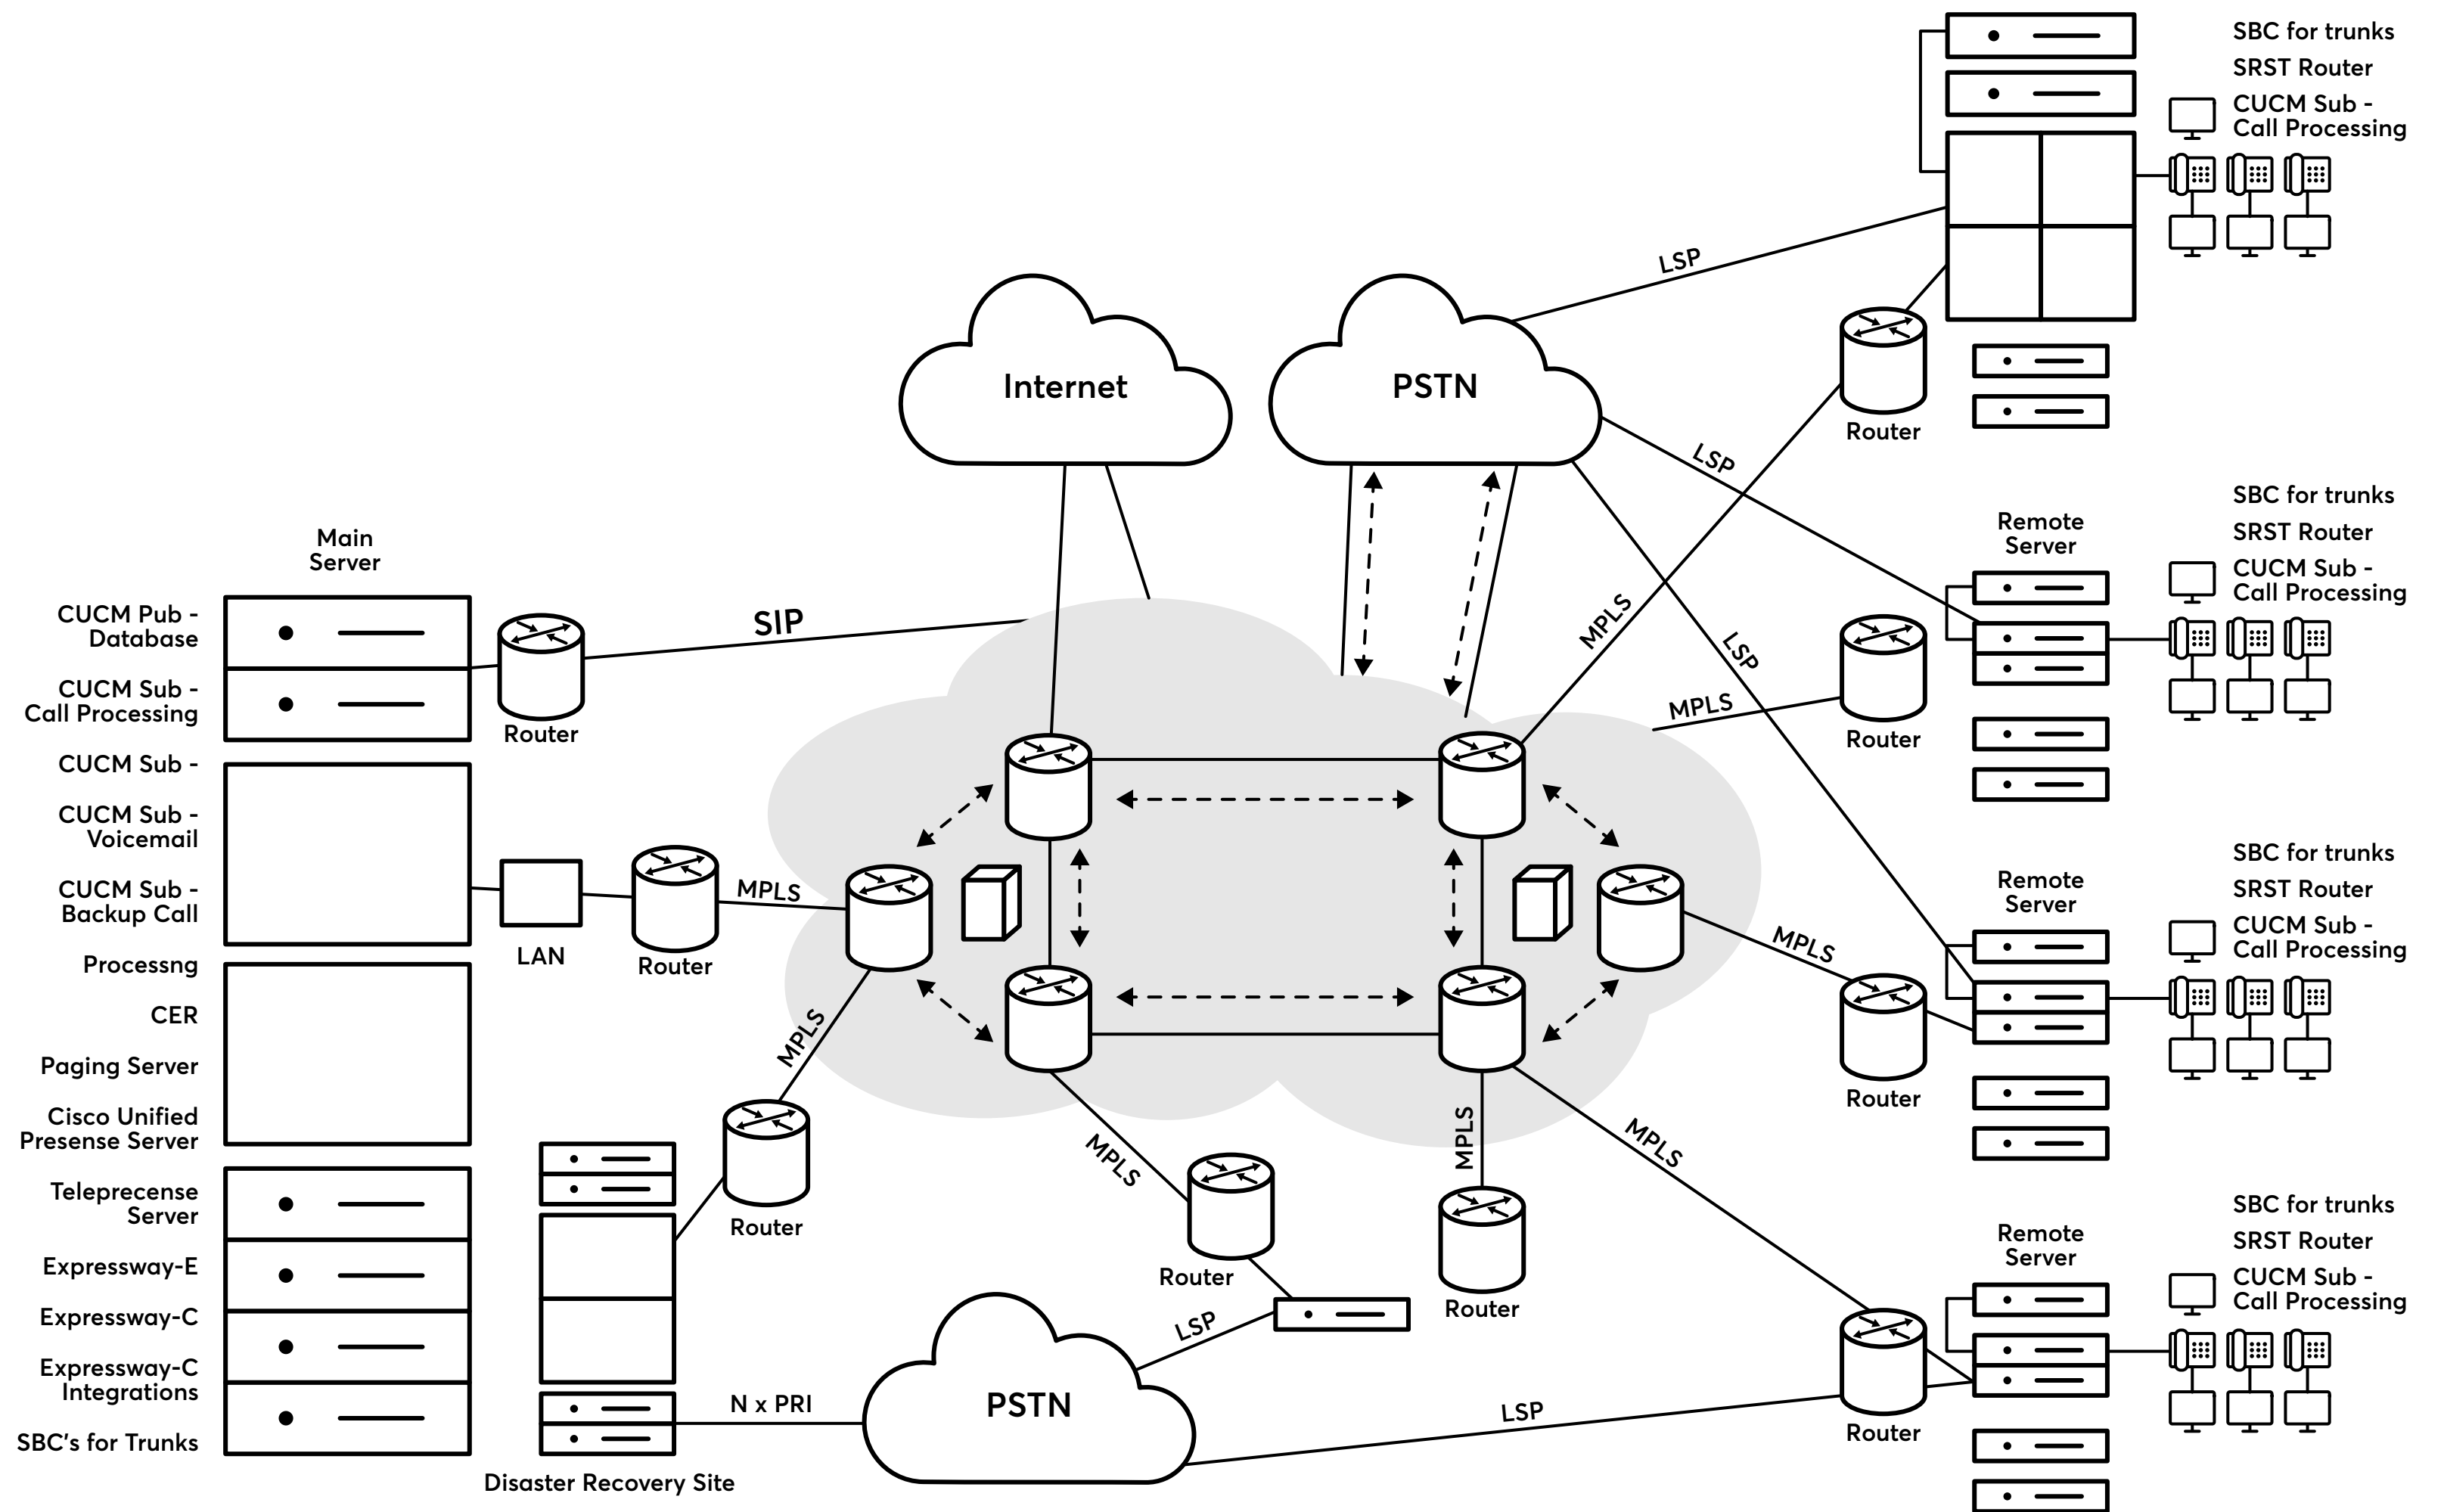 SBC for trunks
SRST Router
CUCM Sub -
Call Processing
LSP
Internet
PSTN
Router
LSP
SBC for trunks
SRST Router
CUCM Sub -
Call Processing
Remote
Server
Main
Server
CUCM Pub -
Database
CUCM Sub -
Call Processing
CUCM Sub -
CUCM Sub -
Voicemail
CUCM Sub -
Backup Call
Processng
CER
Paging Server
Cisco Unified
Presense Server
Teleprecense
Server
Expressway-E
Expressway-C
Expressway-C
Integrations
SBC's for Trunks
Router
SIP
MPLS
LSP
MPLS
Router
LAN
Router
MPLS
MPLS
Router
MPLS
Router
SBC for trunks
SRST Router
CUCM Sub -
Call Processing
Remote
Server
MPLS
Router
MPLS
Router
MPLS
LSP
PSTN
N x PRI
Disaster Recovery Site
LSP
Router
SBC for trunks
SRST Router
CUCM Sub -
Call Processing
Remote
Server